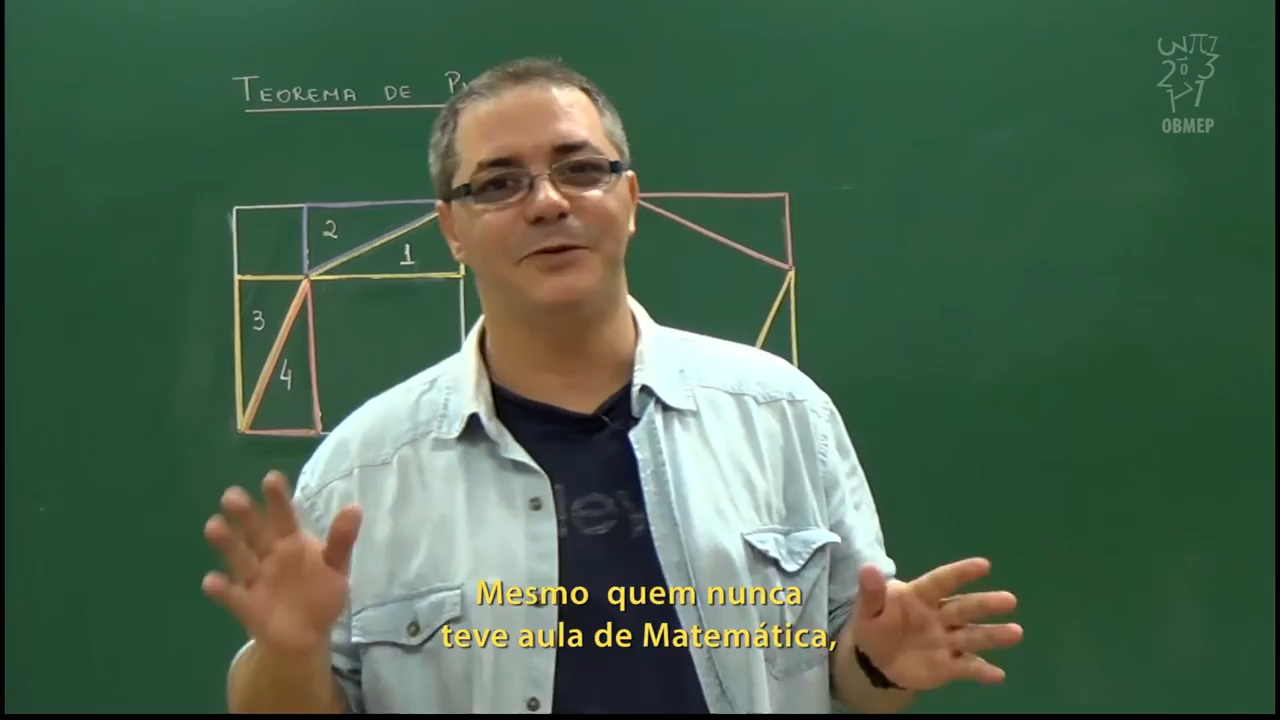 TEOREMA DE P
OBMEP
2
1
3
4
Mesmo quem nunca
teve aula de Matemática,